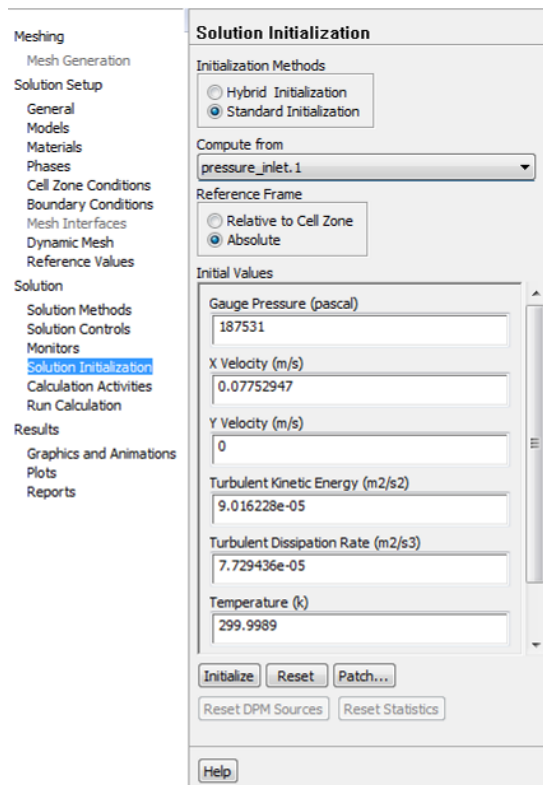 Meshing
Mesh Generation
Solution Setup
General
Models
Materials
Phases
Cell Zone Conditions
Boundary Conditions
Mesh Interfaces
Dynamic Mesh
Reference Values
Solution
Solution Methods
Solution Controls
Monitors
Solution Initialization
Calculation Activities
Run Calculation
Results
Graphics and Animations
Plots
Reports
Solution Initialization
Initialization Methods
Hybrid Initialization
Standard Initialization
Compute from
pressure_inlet.1
Reference Frame
Relative to Cell Zone
Absolute
Initial Values
Gauge Pressure (pascal)
187531
X Velocity (m/s)
0.07752947
Y Velocity (m/s)
0
Turbulent Kinetic Energy (m2/s2)
9.016228e-05
Turbulent Dissipation Rate (m2/s3)
7.729436e-05
Temperature (k)
299.9989
Initialize Reset Patch...
Reset DPM Sources Reset Statistics
Help